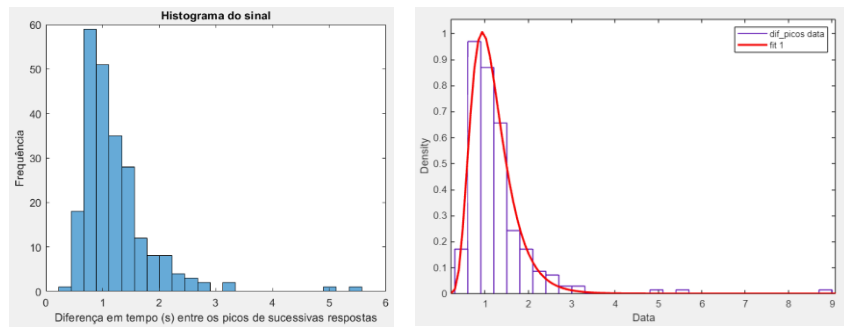 Histograma do sinal
60
50
40
30
20
10
0
Frequência
0 1 2 3 4 5 6
Diferença em tempo (s) entre os picos de sucessivas respostas
dif_picos data
fit 1
1
0.9
0.8
0.7
0.6
0.5
0.4
0.3
0.2
0.1
0
Density
1 2 3 4 5 6 7 8 9
Data